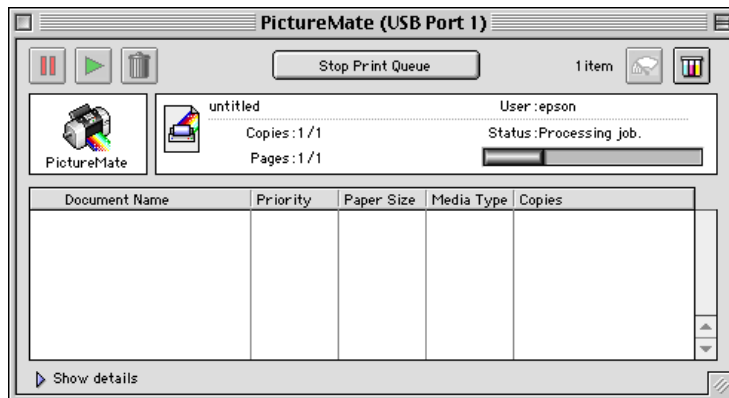 PictureMate (USB Port 1)
Stop Print Queue
1 item
untitled
User:epson
Copies:1/1
Status:Processing job.
Pages:1/1
PictureMate
Document Name Priority Paper Size Media Type Copies
Show details